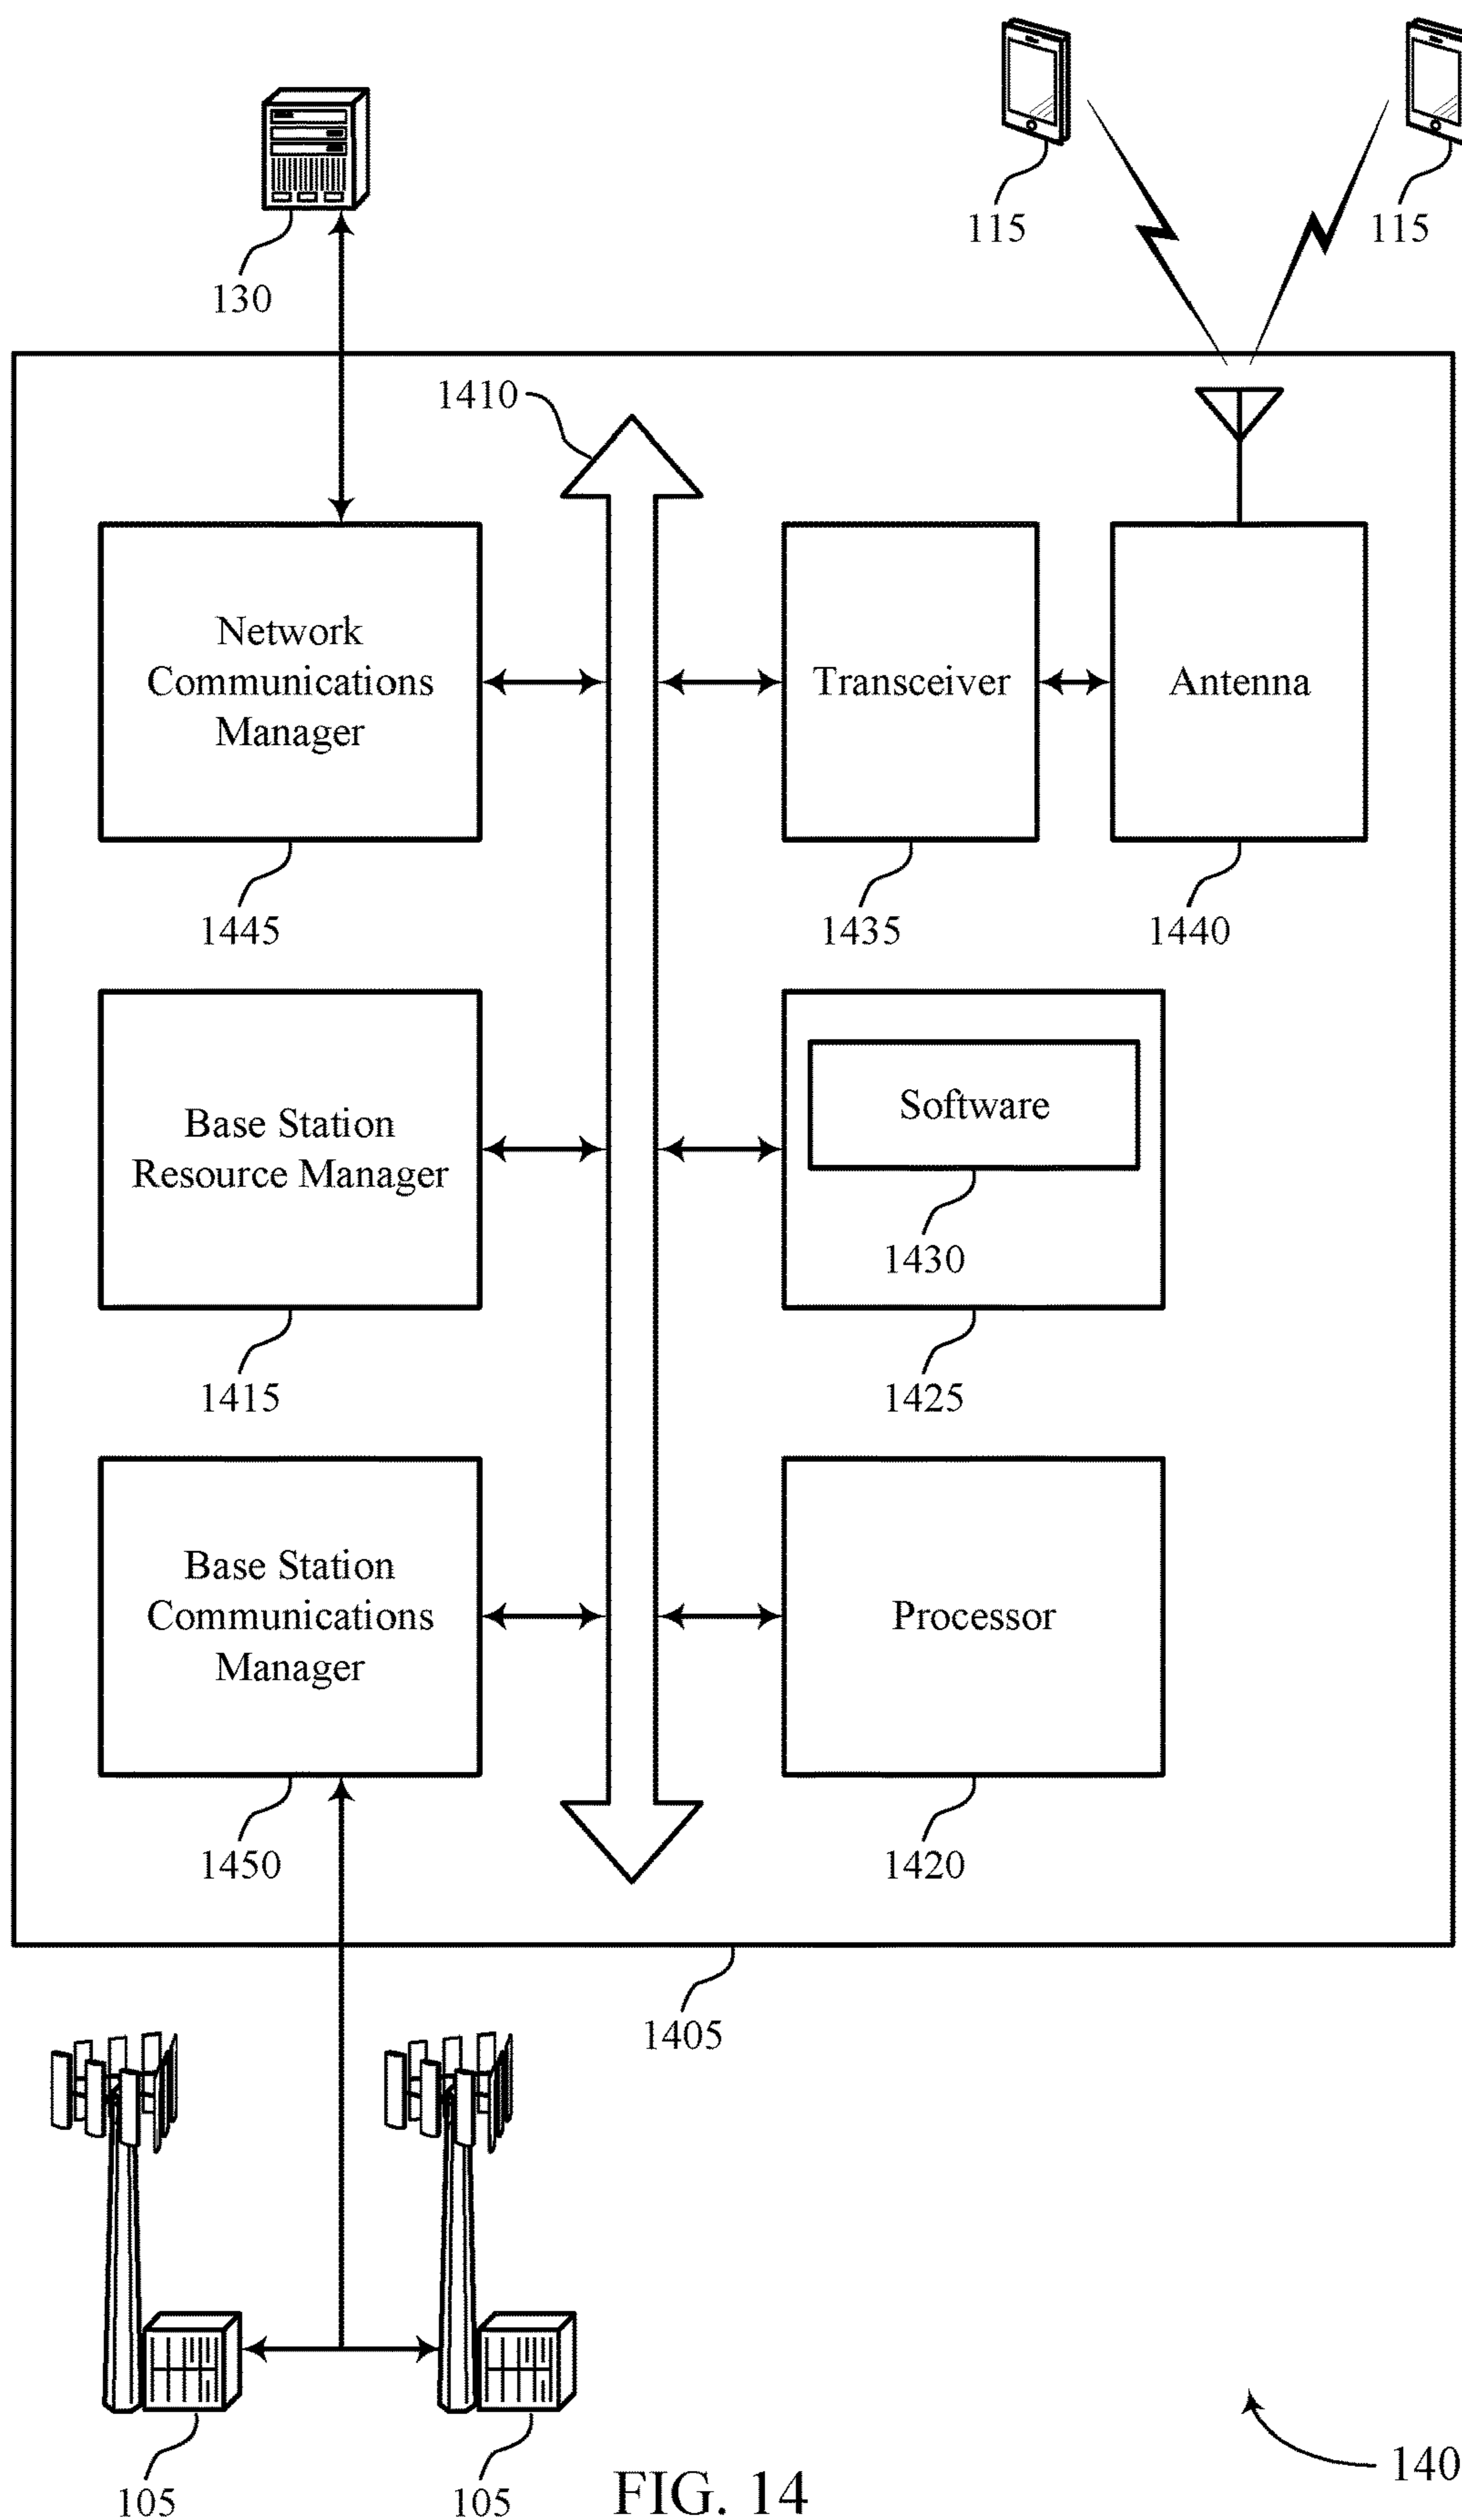 115
115
130
1410
Network
Communications
Manager
Transceiver
Antenna
1445
1435
1440
Base Station
Resource Manager
Software
1430
1415
1425
Base Station
Communications
Manager
Processor
1450
1420
1405
105
105
FIG. 14
140